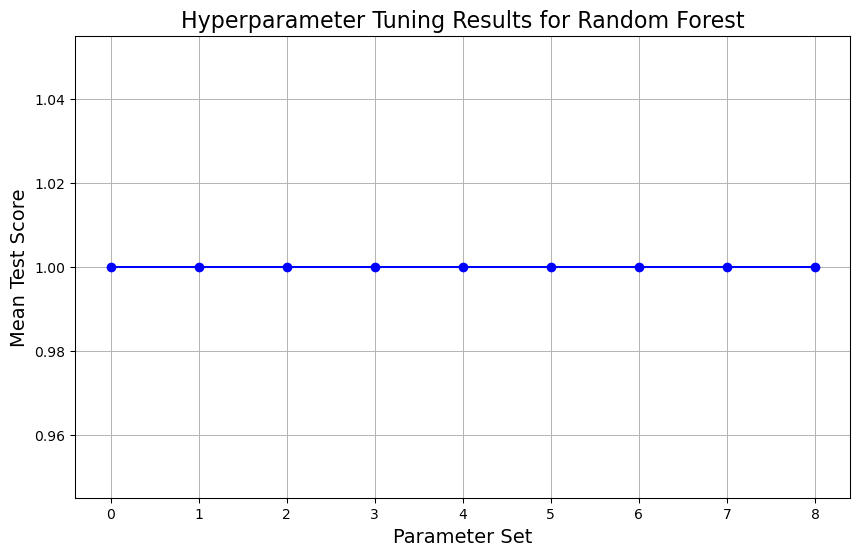 Hyperparameter Tuning Results for Random Forest
1.04
1.02
1.00
0.98
0.96
Mean Test Score
0 1 2 3 4 5 6 7 8
Parameter Set